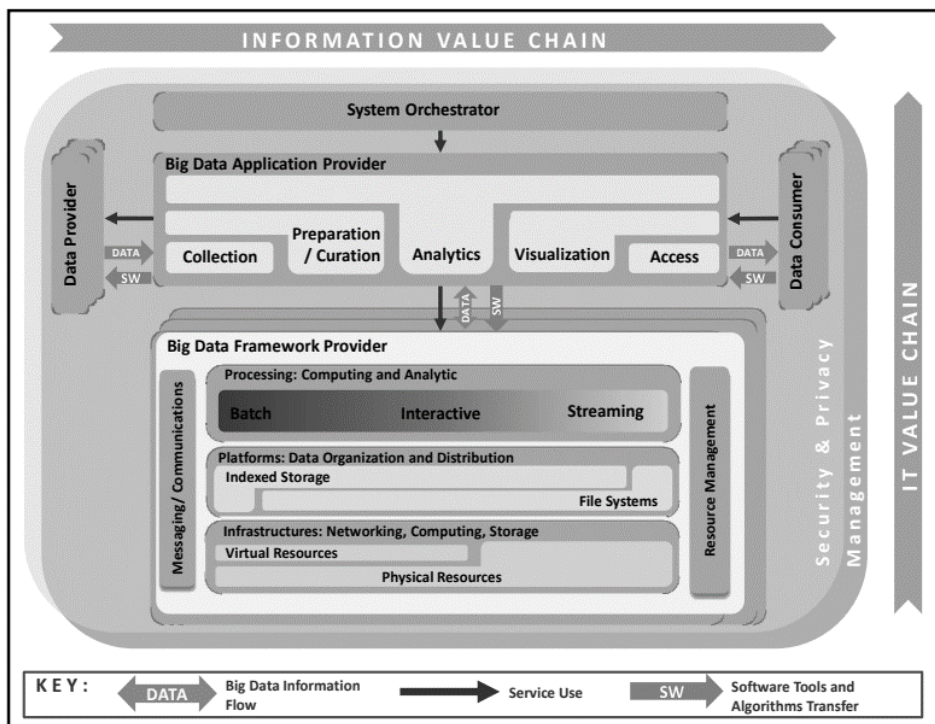 INFORMATION VALUE CHAIN
System Orchestrator
Big Data Application Provider
Data Provider
Data Consumer
Preparation
/ Curation
Collection
Analytics
Visualization
Access
DATA
SW
DATA
SW
DATA
SW
Big Data Framework Provider
Messaging/ Communications
Processing: Computing and Analytic
Batch
Interactive
Streaming
Platforms: Data Organization and Distribution
Indexed Storage
File Systems
Infrastructures: Networking, Computing, Storage
Virtual Resources
Physical Resources
Resource Management
Security & Privacy
Management
IT VALUE CHAIN
KEY:
DATA
Big Data Information
Flow
Service Use
SW
Software Tools and
Algorithms Transfer